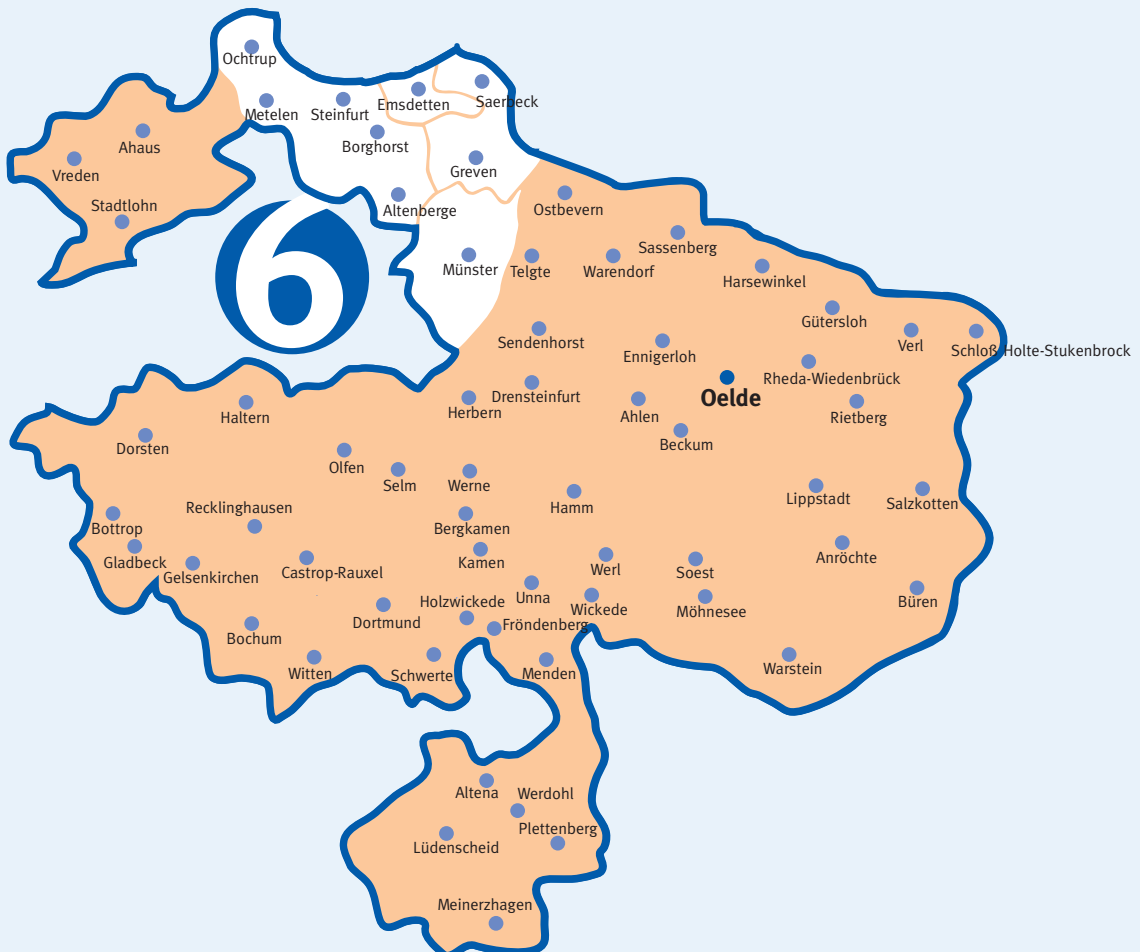 Ochtrup
Metelen
Steinfurt
Emsdetten
Saerbeck
Borghorst
Ahaus
Vreden
Greven
Stadtlohn
Altenberge
Ostbevern
6
Sassenberg
Münster
Telgte
Warendorf
Harsewinkel
Gütersloh
Sendenhorst
Verl
Schloß Holte-Stukenbrock
Ennigerloh
Rheda-Wiedenbrück
Drensteinfurt
Oelde
Haltern
Herbern
Ahlen
Rietberg
Beckum
Dorsten
Olfen
Selm
Werne
Lippstadt
Salzkotten
Recklinghausen
Hamm
Bottrop
Bergkamen
Anröchte
Gladbeck
Kamen
Gelsenkirchen
Castrop-Rauxel
Werl
Soest
Unna
Holzwickede
Büren
Wickede
Möhnesee
Dortmund
Fröndenberg
Bochum
Witten
Schwerte
Menden
Warstein
Altena
Werdohl
Plettenberg
Lüdenscheid
Meinerzhagen